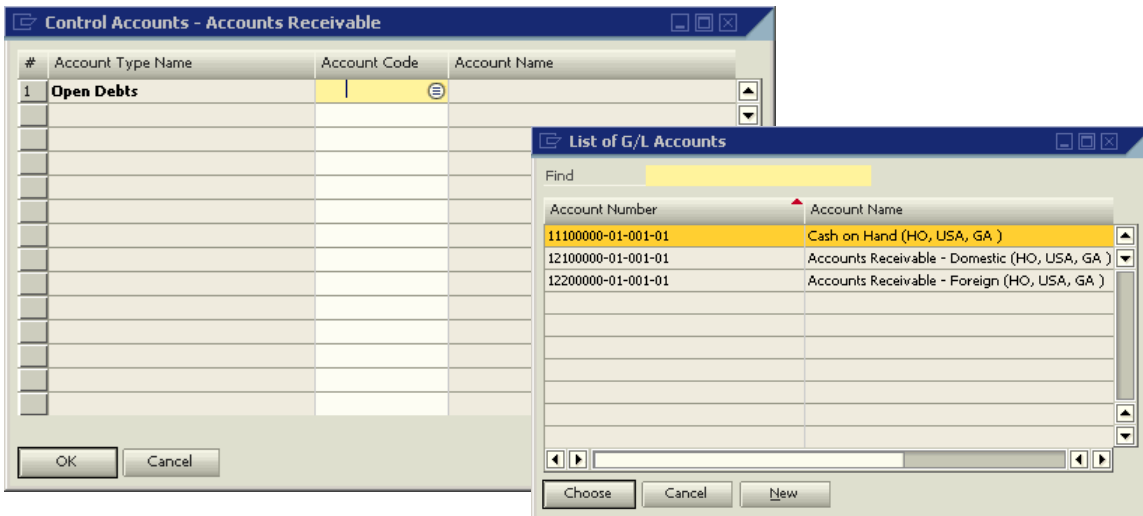 Control Accounts - Accounts Receivable
# Account Type Name Account Code Account Name
1 Open Debts
OK Cancel
List of G/L Accounts
Find
Account Number Account Name
11100000-01-001-01 Cash on Hand (HO, USA, GA )
12100000-01-001-01 Accounts Receivable - Domestic (HO, USA, GA )
12200000-01-001-01 Accounts Receivable - Foreign (HO, USA, GA )
Choose Cancel New